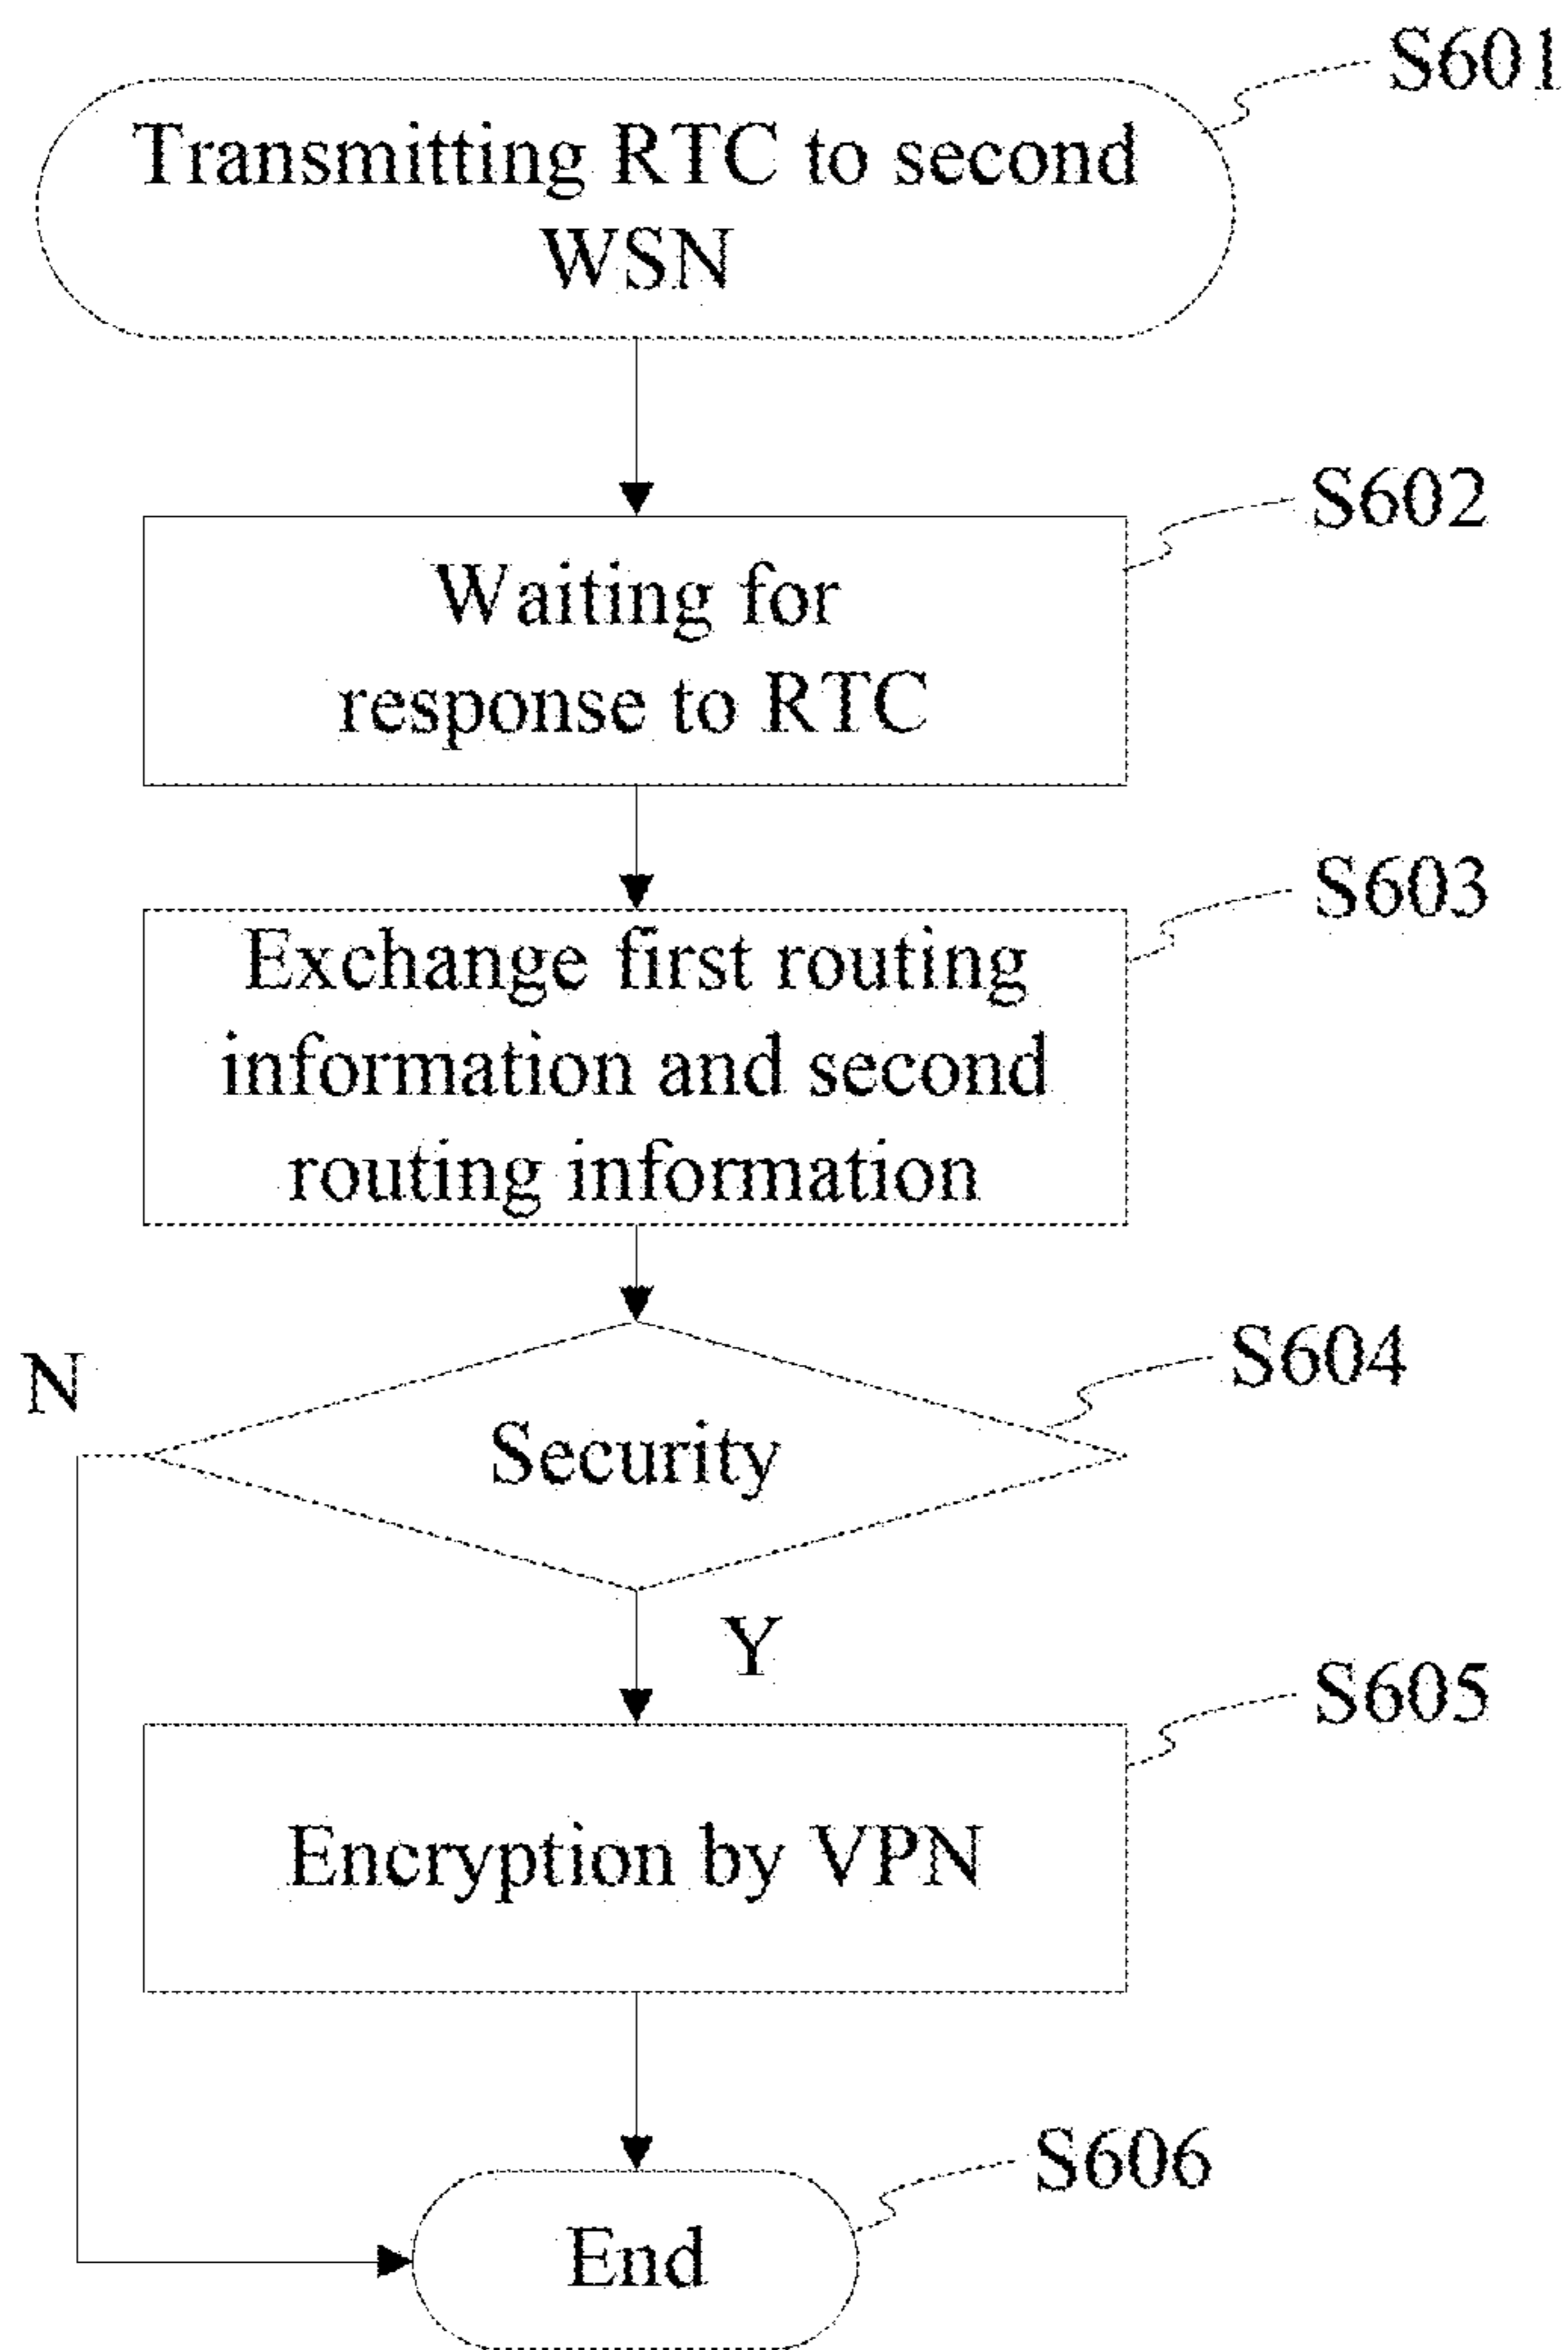 S601
Transmitting RTC to second
WSN
S602
Waiting for
response to RTC
S603
Exchange first routing
information and second
routing information
S604
N
Security
Y
S605
Encryption by VPN
S606
End